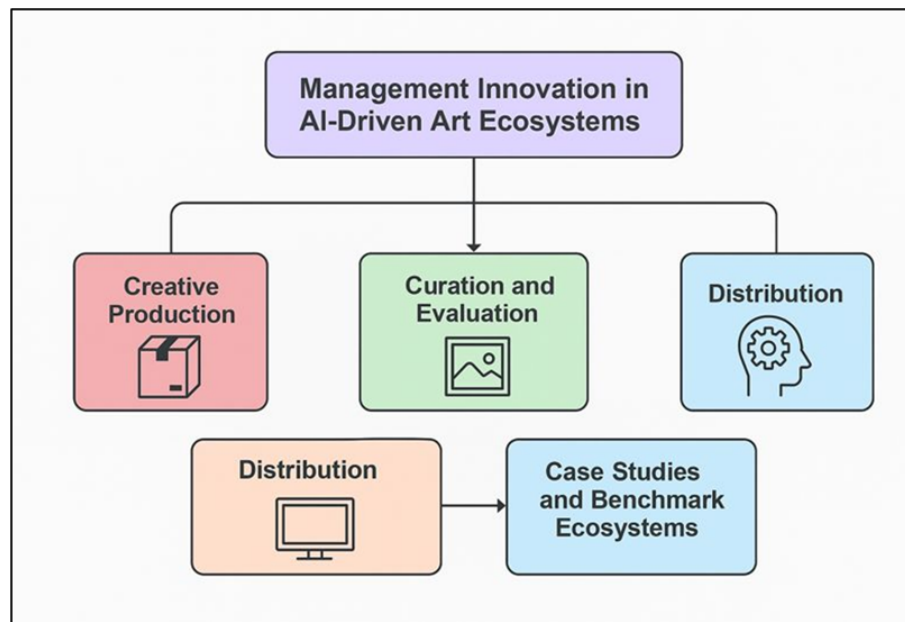 Management Innovation in
AI-Driven Art Ecosystems
Creative
Production
Curation and
Evaluation
Distribution
Distribution
Case Studies
and Benchmark
Ecosystems